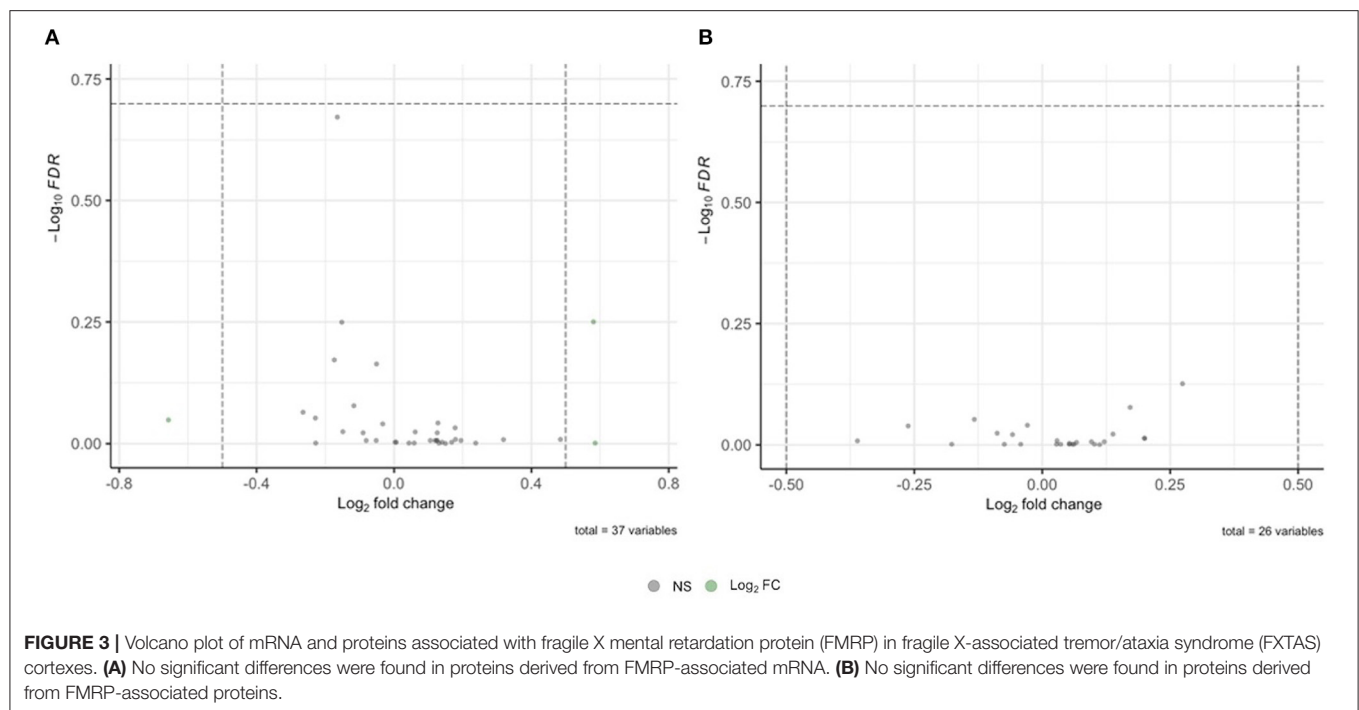 A
B
0.75
0.50
0.25
0.00
−Log10 FDR
-0.8
-0.4
0.0
0.4
0.8
Log2 fold change
total = 37 variables
0.75
0.50
0.25
0.00
−Log10 FDR
-0.50
-0.25
0.00
0.25
0.50
Log2 fold change
total = 26 variables
NS
Log2 FC
FIGURE 3 | Volcano plot of mRNA and proteins associated with fragile X mental retardation protein (FMRP) in fragile X-associated tremor/ataxia syndrome (FXTAS)
cortexes. (A) No significant differences were found in proteins derived from FMRP-associated mRNA. (B) No significant differences were found in proteins derived
from FMRP-associated proteins.